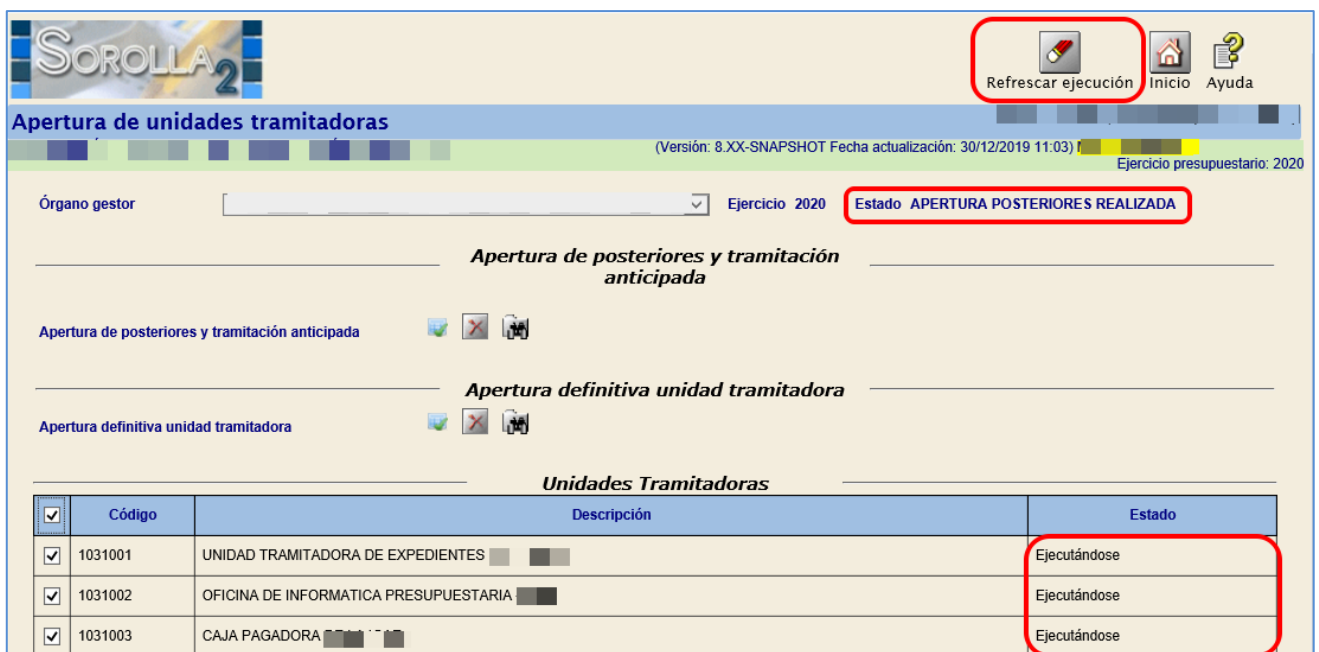 SOROLLA2
Refrescar ejecución Inicio Ayuda
Apertura de unidades tramitadoras
(Versión: 8.XX-SNAPSHOT Fecha actualización: 30/12/2019 11:03)
Ejercicio presupuestario: 2020
Órgano gestor Ejercicio 2020 Estado APERTURA POSTERIORES REALIZADA
Apertura de posteriores y tramitación
anticipada
Apertura de posteriores y tramitación anticipada
Apertura definitiva unidad tramitadora
Apertura definitiva unidad tramitadora
Unidades Tramitadoras
Código Descripción Estado
1031001 UNIDAD TRAMITADORA DE EXPEDIENTES Ejecutándose
1031002 OFICINA DE INFORMATICA PRESUPUESTARIA Ejecutándose
1031003 CAJA PAGADORA Ejecutándose